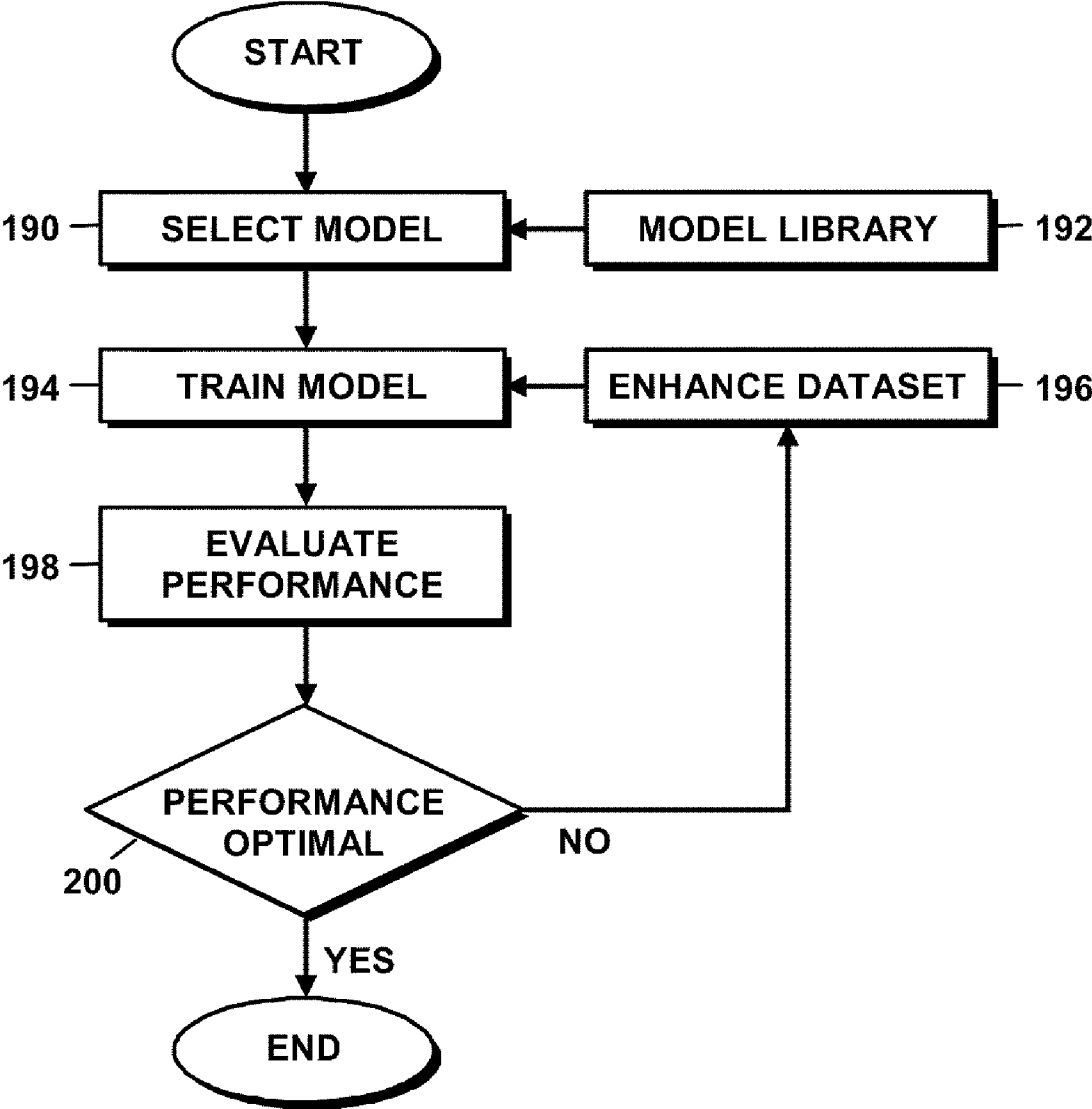 START
190
SELECT MODEL
MODEL LIBRARY
192
194
TRAIN MODEL
ENHANCE DATASET
196
198
EVALUATE
PERFORMANCE
PERFORMANCE
OPTIMAL
200
NO
YES
END